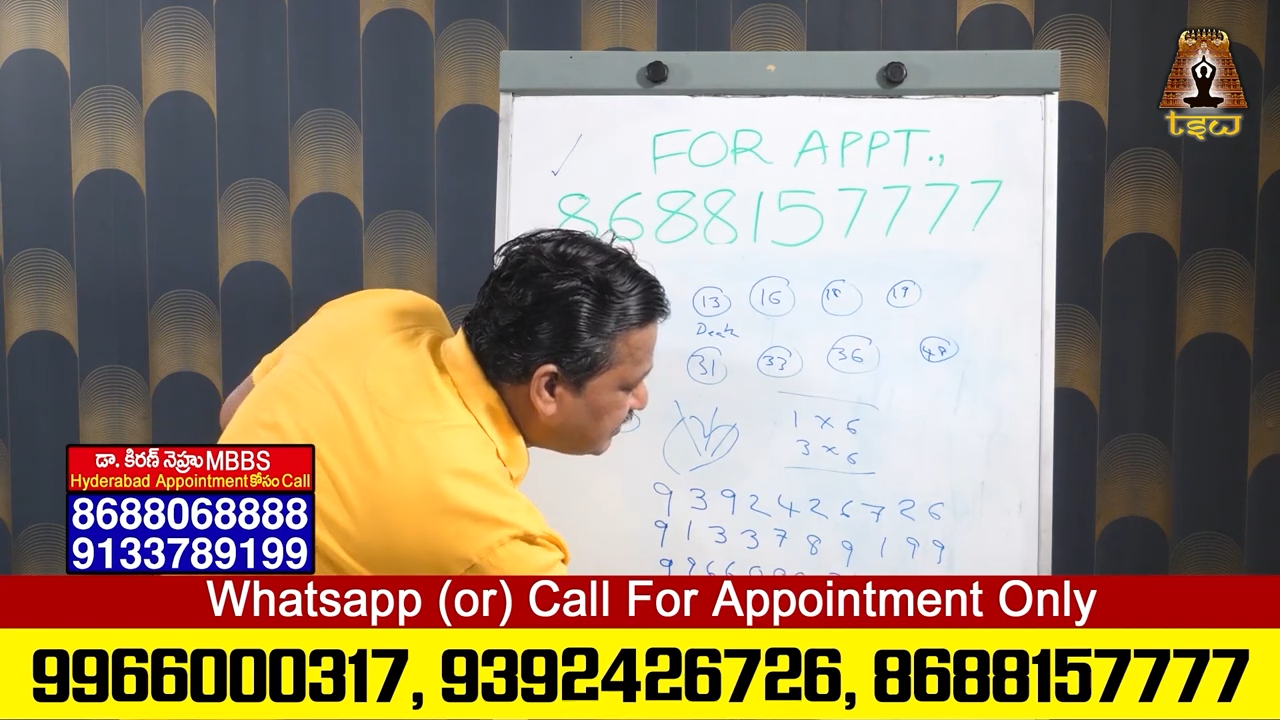 FOR APPT.,
8688157777
13 16 18 19
Death
31 33 36 48
1 x 6
3 x 6
9392426726
9133789199
tsw
డా. కిరణ్ నెహ్రు MBBS
Hyderabad Appointment కోసం Call
8688068888
9133789199
Whatsapp (or) Call For Appointment Only
9966000317, 9392426726, 8688157777